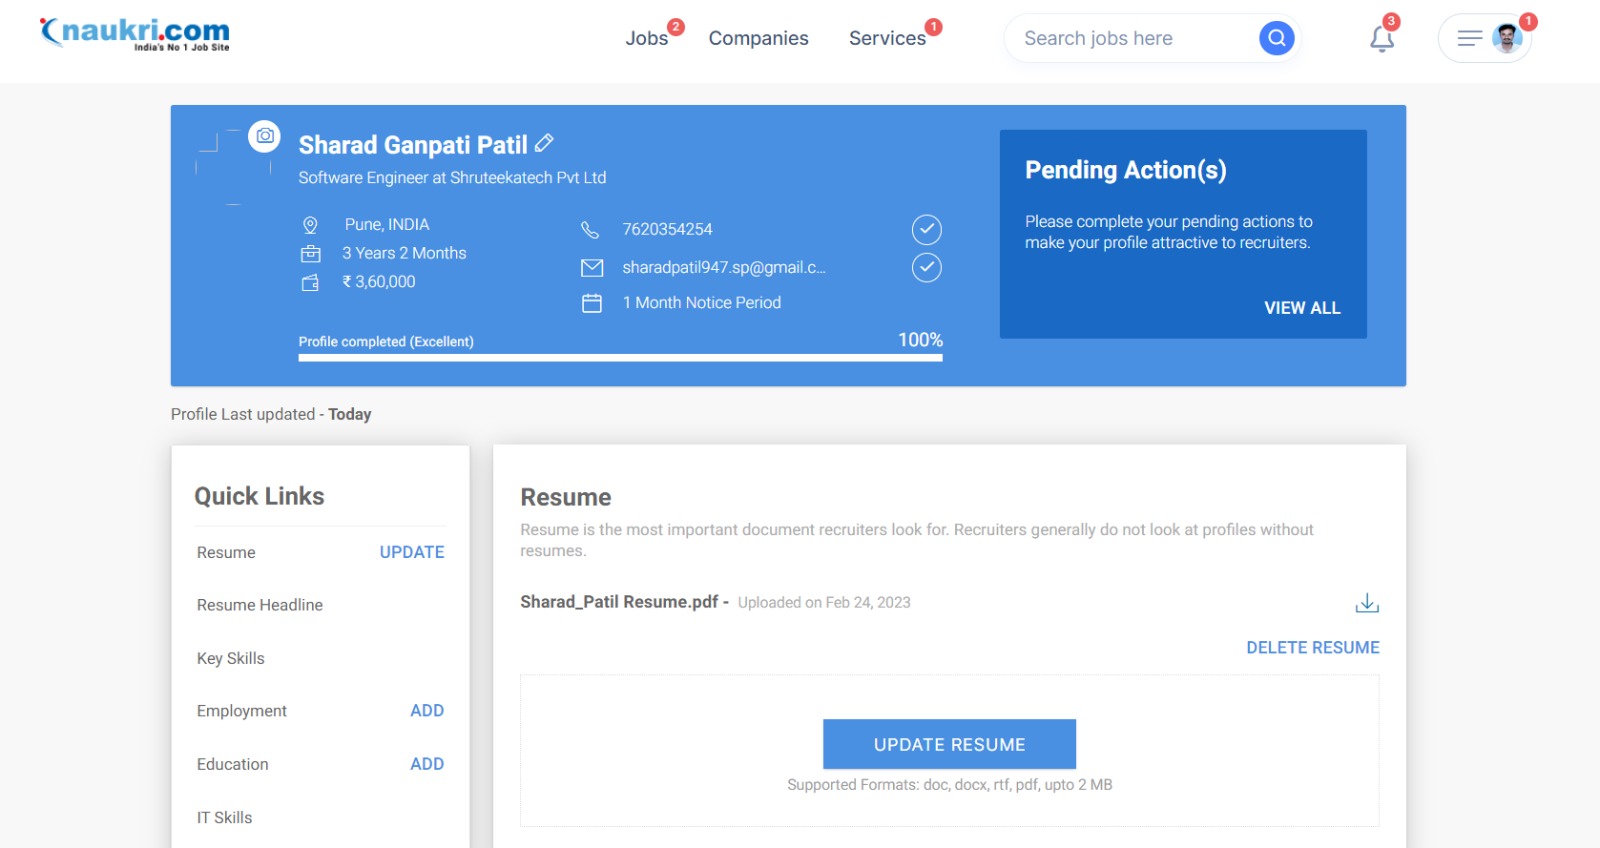 naukri.com
India's No 1 Job Site
Jobs 2
Companies
Services 1
Search jobs here
3
1
Sharad Ganpati Patil
Software Engineer at Shruteekatech Pvt Ltd
Pune, INDIA
3 Years 2 Months
₹ 3,60,000
7620354254
sharadpatil947.sp@gmail.c...
1 Month Notice Period
Profile completed (Excellent) 100%
Pending Action(s)
Please complete your pending actions to
make your profile attractive to recruiters.
VIEW ALL
Profile Last updated - Today
Quick Links
Resume UPDATE
Resume Headline
Key Skills
Employment ADD
Education ADD
IT Skills
Resume
Resume is the most important document recruiters look for. Recruiters generally do not look at profiles without
resumes.
Sharad_Patil Resume.pdf - Uploaded on Feb 24, 2023
DELETE RESUME
UPDATE RESUME
Supported Formats: doc, docx, rtf, pdf, upto 2 MB